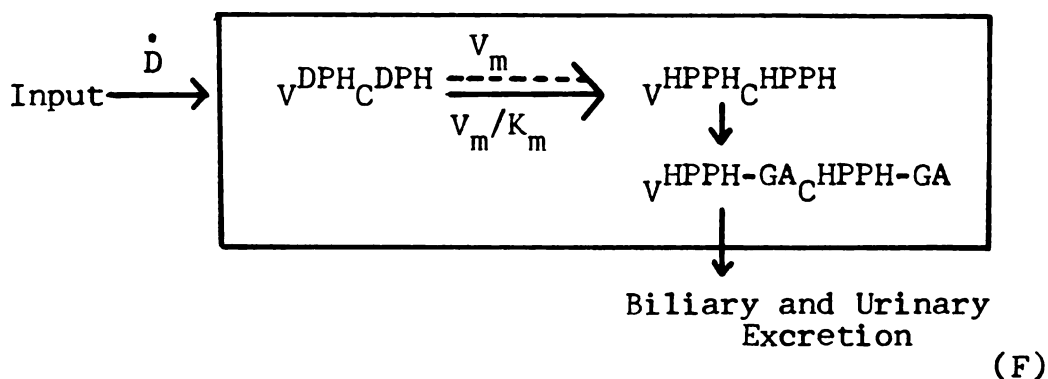 Ḋ
Input
V^DPH C^DPH
V_m
V_m/K_m
V^HPPH C^HPPH
V^HPPH-GA C^HPPH-GA
Biliary and Urinary
Excretion
(F)